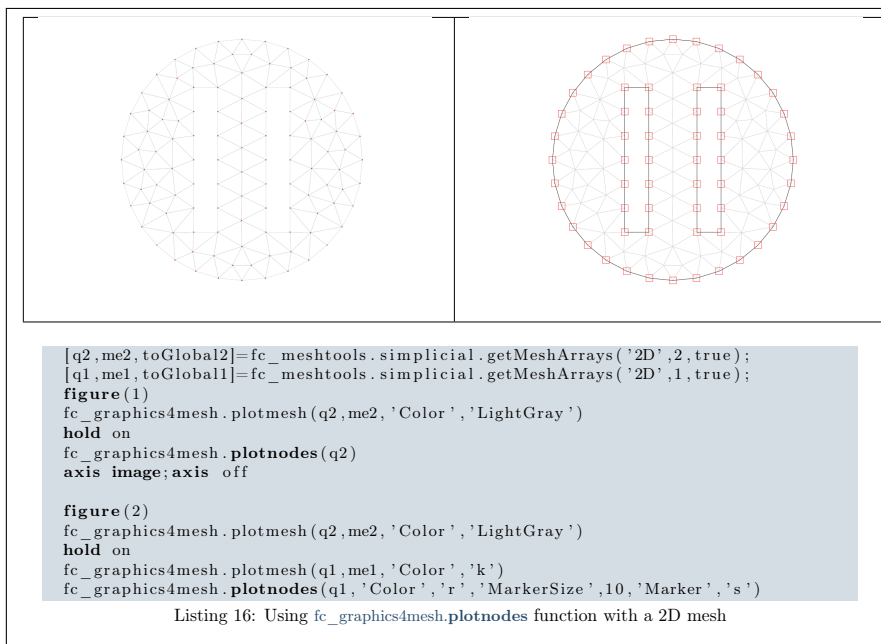 [q2,me2,toGlobal2]=fc_meshtools.simplicial.getMeshArrays('2D',2,true);
[q1,me1,toGlobal1]=fc_meshtools.simplicial.getMeshArrays('2D',1,true);
figure(1)
fc_graphics4mesh.plotmesh(q2,me2,'Color','LightGray')
hold on
fc_graphics4mesh.plotnodes(q2)
axis image;axis off
figure(2)
fc_graphics4mesh.plotmesh(q2,me2,'Color','LightGray')
hold on
fc_graphics4mesh.plotmesh(q1,me1,'Color','k')
fc_graphics4mesh.plotnodes(q1,'Color','r','MarkerSize',10,'Marker','s')
Listing 16: Using fc_graphics4mesh.plotnodes function with a 2D mesh